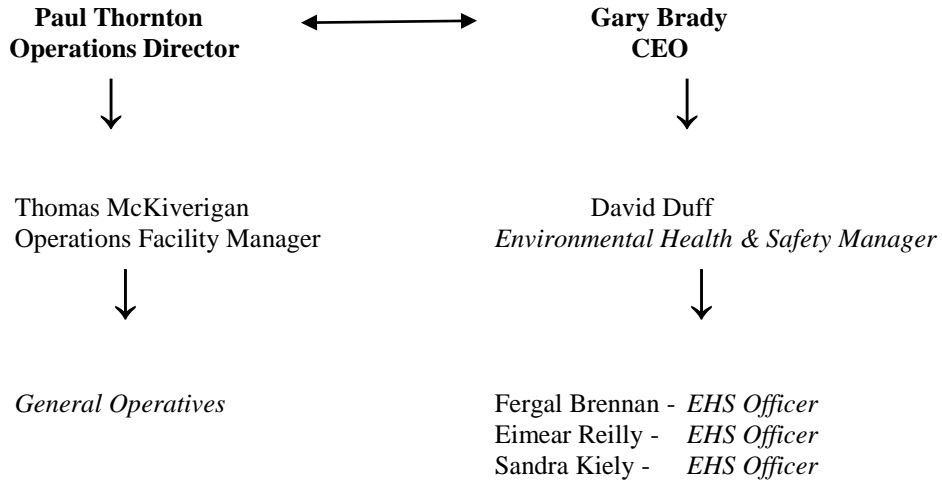 Paul Thornton
Operations Director
Gary Brady
CEO
Thomas McKiverigan
Operations Facility Manager
David Duff
Environmental Health & Safety Manager
General Operatives
Fergal Brennan - EHS Officer
Eimear Reilly - EHS Officer
Sandra Kiely - EHS Officer